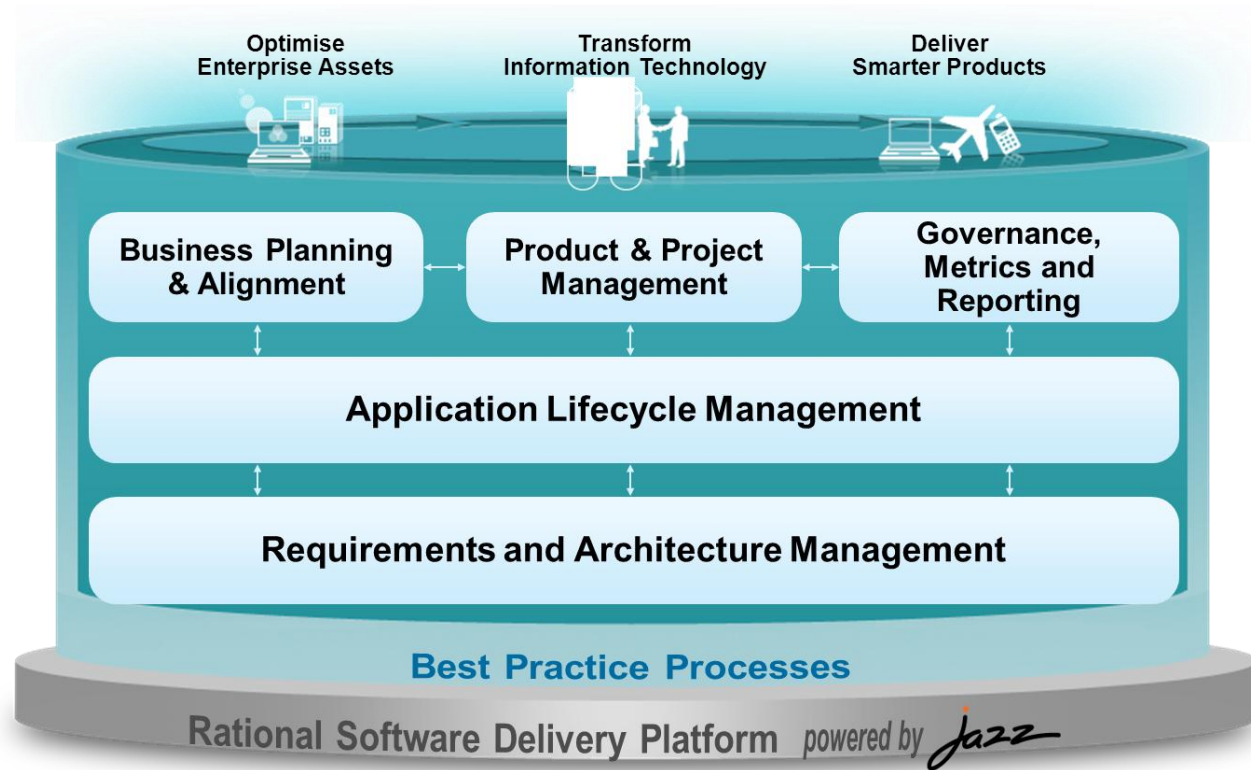 Optimise
Enterprise Assets
Transform
Information Technology
Deliver
Smarter Products
Business Planning
& Alignment
Product & Project
Management
Governance,
Metrics and
Reporting
Application Lifecycle Management
Requirements and Architecture Management
Best Practice Processes
Rational Software Delivery Platform powered by jazz